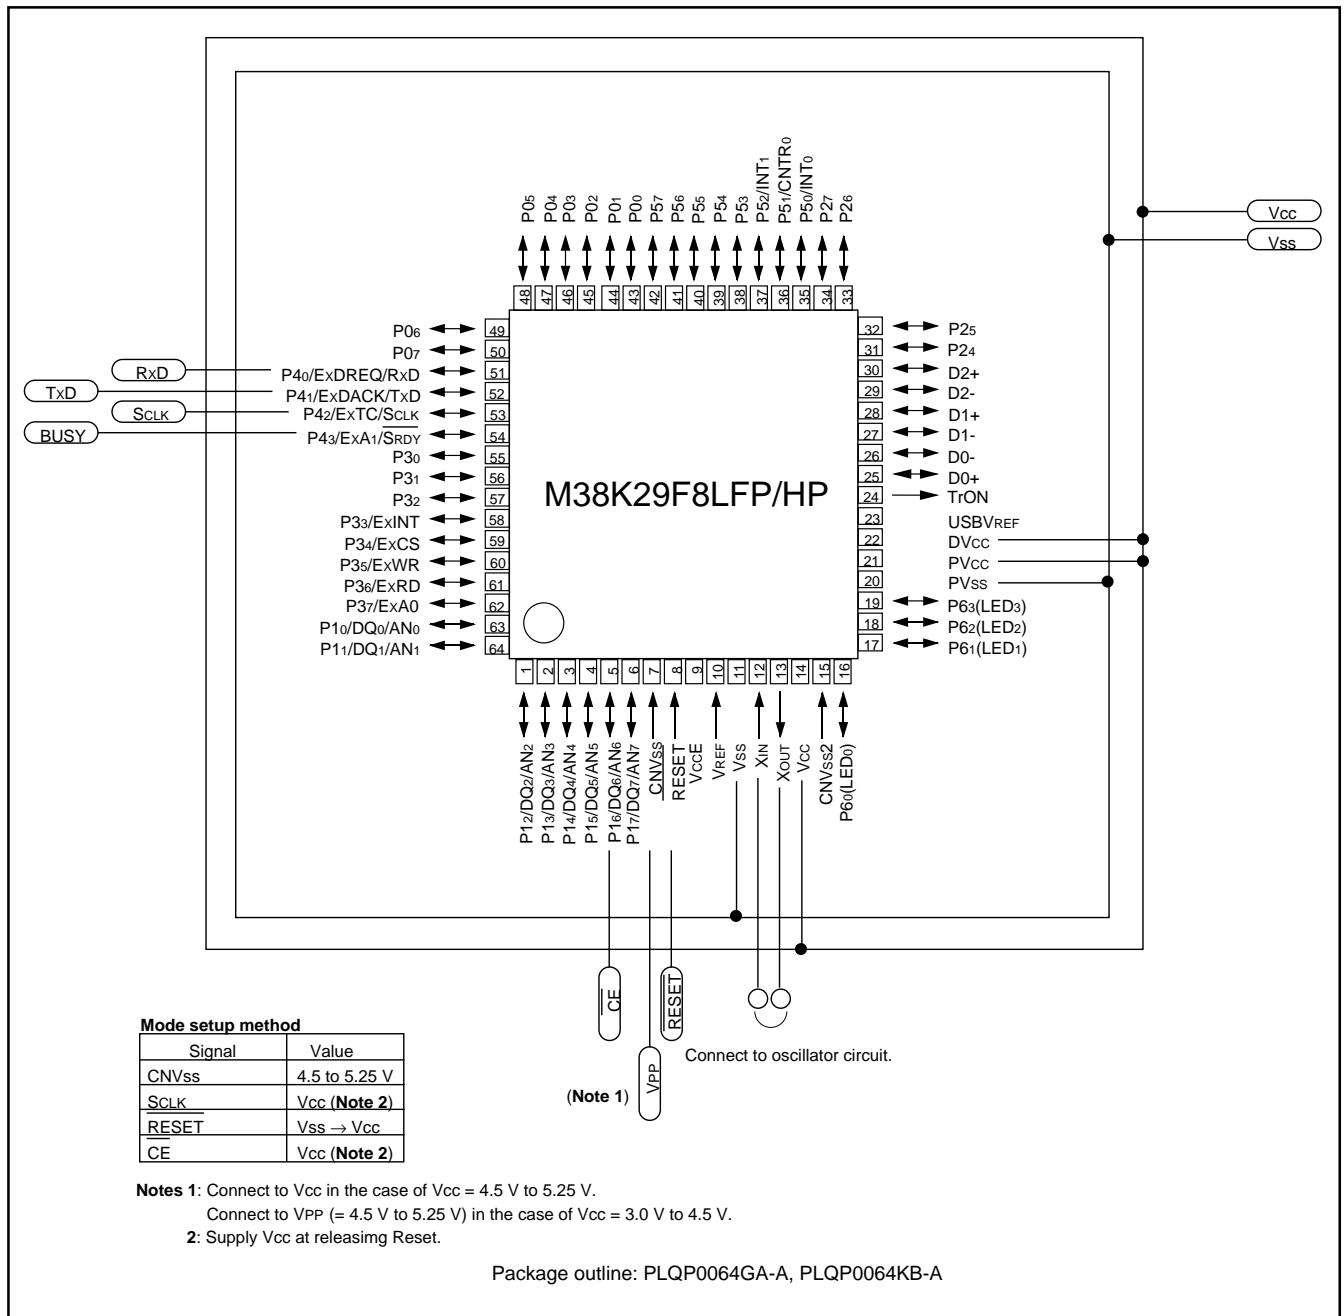 P05
P04
P03
P02
P01
P00
P57
P56
P55
P54
P53
P52/INT1
P51/CNTR0
P50/INT0
P27
P26
Vcc
Vss
48
47
46
45
44
43
42
41
40
39
38
37
36
35
34
33
P06 49
P07 50
RxD P40/ExDREQ/RxD 51
TxD P41/ExDACK/TxD 52
SCLK P42/ExTC/SCLK 53
BUSY P43/ExA1/SRDY 54
P30 55
P31 56
P32 57
P33/ExINT 58
P34/ExCS 59
P35/ExWR 60
P36/ExRD 61
P37/ExA0 62
P10/DQ0/AN0 63
P11/DQ1/AN1 64
M38K29F8LFP/HP
32 P25
31 P24
30 D2+
29 D2-
28 D1+
27 D1-
26 D0-
25 D0+
24 TrON
23 USBVREF
22 DVCC
21 PVCC
20 PVSS
19 P63(LED3)
18 P62(LED2)
17 P61(LED1)
1
2
3
4
5
6
7
8
9
10
11
12
13
14
15
16
P12/DQ2/AN2
P13/DQ3/AN3
P14/DQ4/AN4
P15/DQ5/AN5
P16/DQ6/AN6
P17/DQ7/AN7
CNVSS
RESET
VCCE
VREF
VSS
XIN
XOUT
VCC
CNVSS2
P60(LED0)
CE
RESET
VPP
(Note 1)
Connect to oscillator circuit.
Mode setup method
Signal Value
CNVss 4.5 to 5.25 V
SCLK Vcc (Note 2)
RESET Vss → Vcc
CE Vcc (Note 2)
Notes 1: Connect to Vcc in the case of Vcc = 4.5 V to 5.25 V.
Connect to VPP (= 4.5 V to 5.25 V) in the case of Vcc = 3.0 V to 4.5 V.
2: Supply Vcc at releasimg Reset.
Package outline: PLQP0064GA-A, PLQP0064KB-A